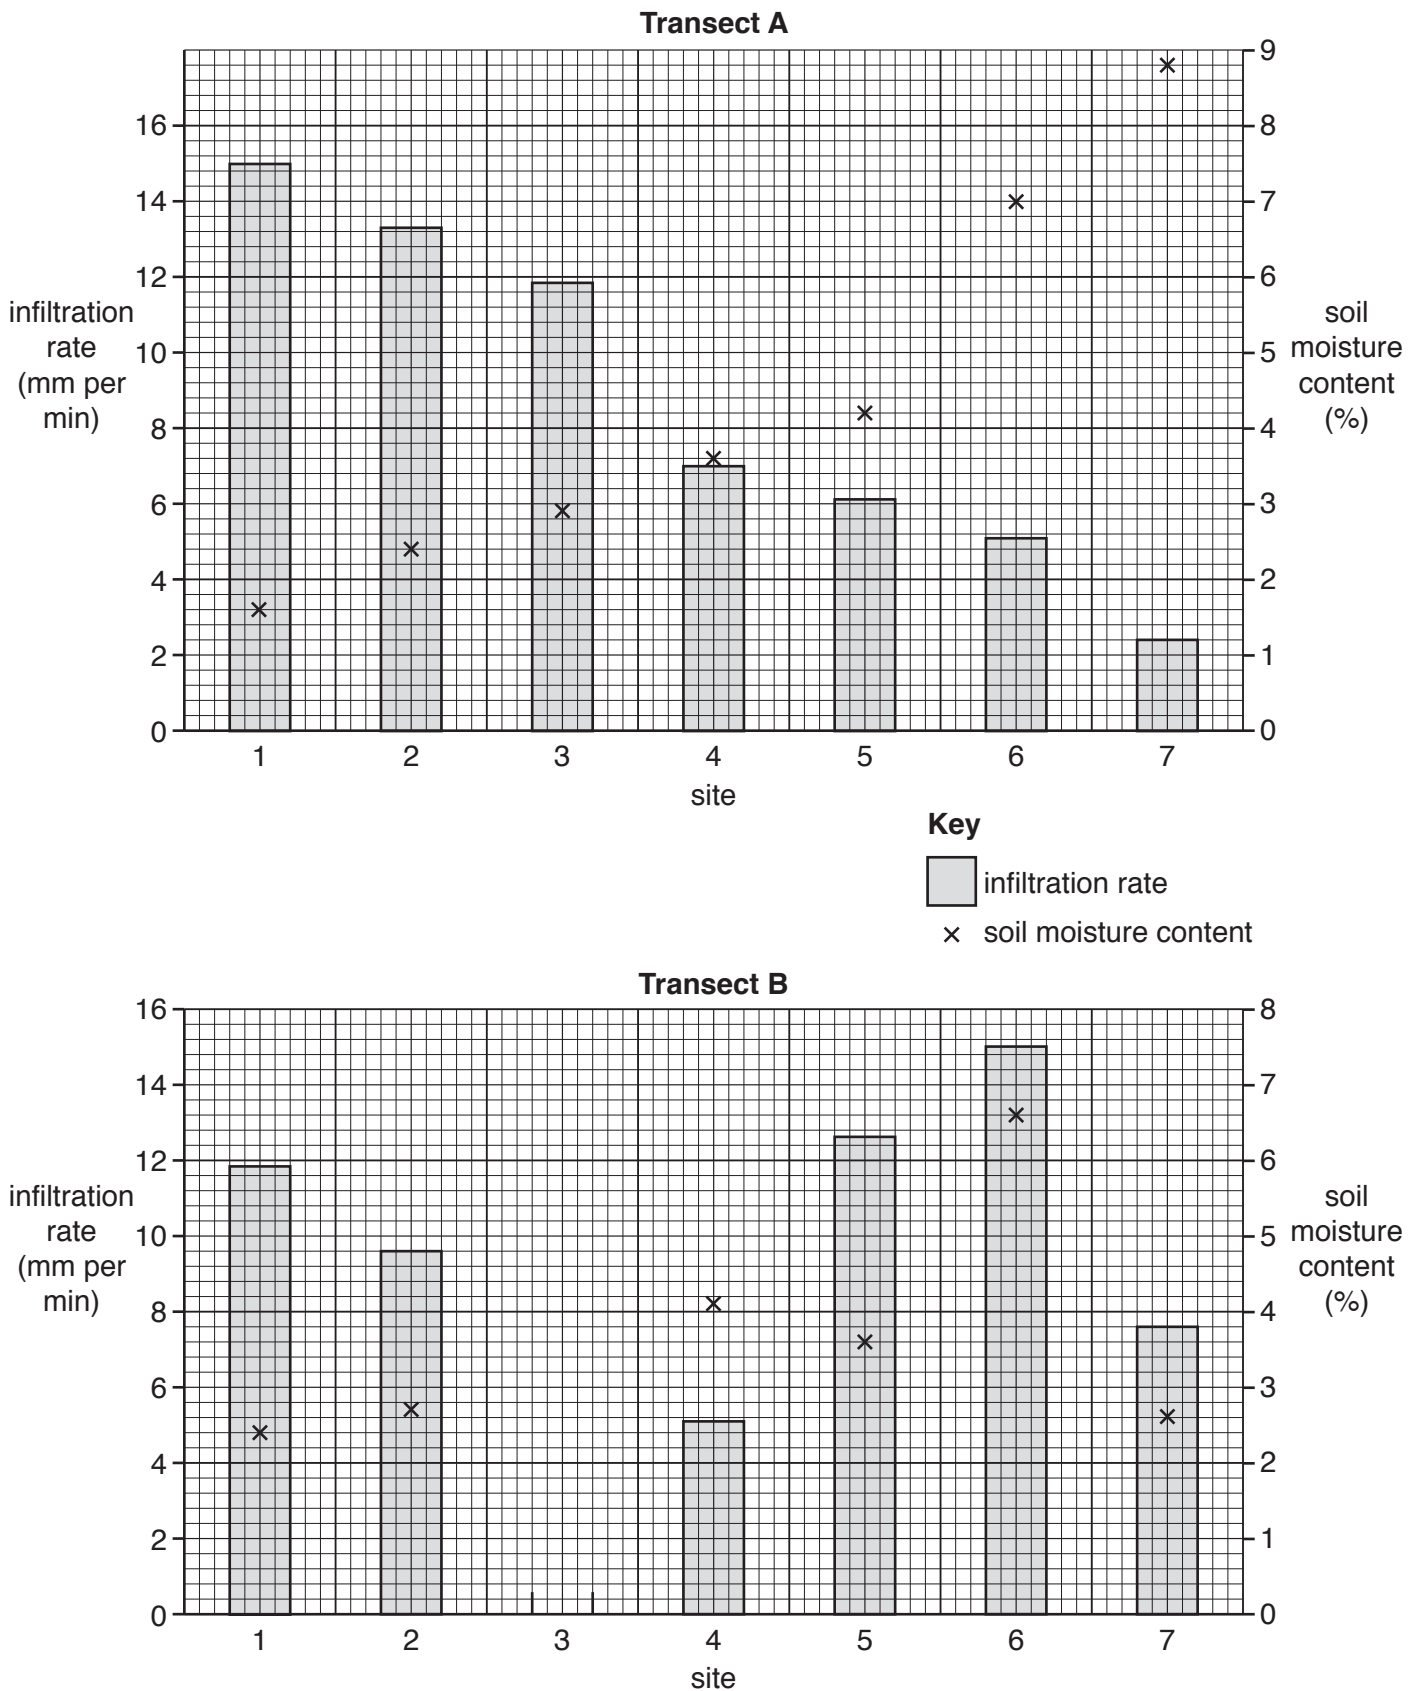 Transect A
9
16
8
14
7
12
6
infiltration
rate
(mm per
min)
soil
moisture
content
(%)
10
5
8
4
6
3
4
2
2
1
0
0
1 2 3 4 5 6 7
site
Key
infiltration rate
× soil moisture content
Transect B
16
8
14
7
12
6
infiltration
rate
(mm per
min)
soil
moisture
content
(%)
10
5
8
4
6
3
4
2
2
1
0
0
1 2 3 4 5 6 7
site